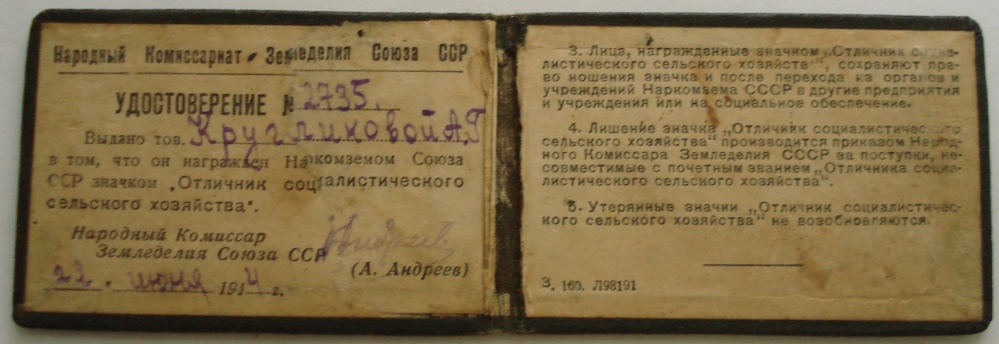 Народный Комиссариат Земледелия Союза ССР
УДОСТОВЕРЕНИЕ № 2735.
Выдано тов. Кругликовой А.Г
в том, что он награжден Наркомземом Союза
ССР значком „Отличник социалистического
сельского хозяйства".
Народный Комиссар
Земледелия Союза ССР
(А. Андреев)
22. июня 194 г.
3. Лица, награжденные значком „Отличник социа-
листического сельского хозяйств", сохраняют пра-
во ношения значка и после перехода из органов и
учреждений Наркомзема СССР в другие предприятия
и учреждения или на социальное обеспечение.
4. Лишение значка „Отличник социалистического
сельского хозяйства" производится приказом Народ-
ного Комиссара Земледелия СССР за поступки, не-
совместимые с почетным званием „Отличника социа-
листического сельского хозяйства".
5. Утерянные значки „Отличник социалистичес-
кого сельского хозяйства" не возобновляются.
З. 160. Л98191